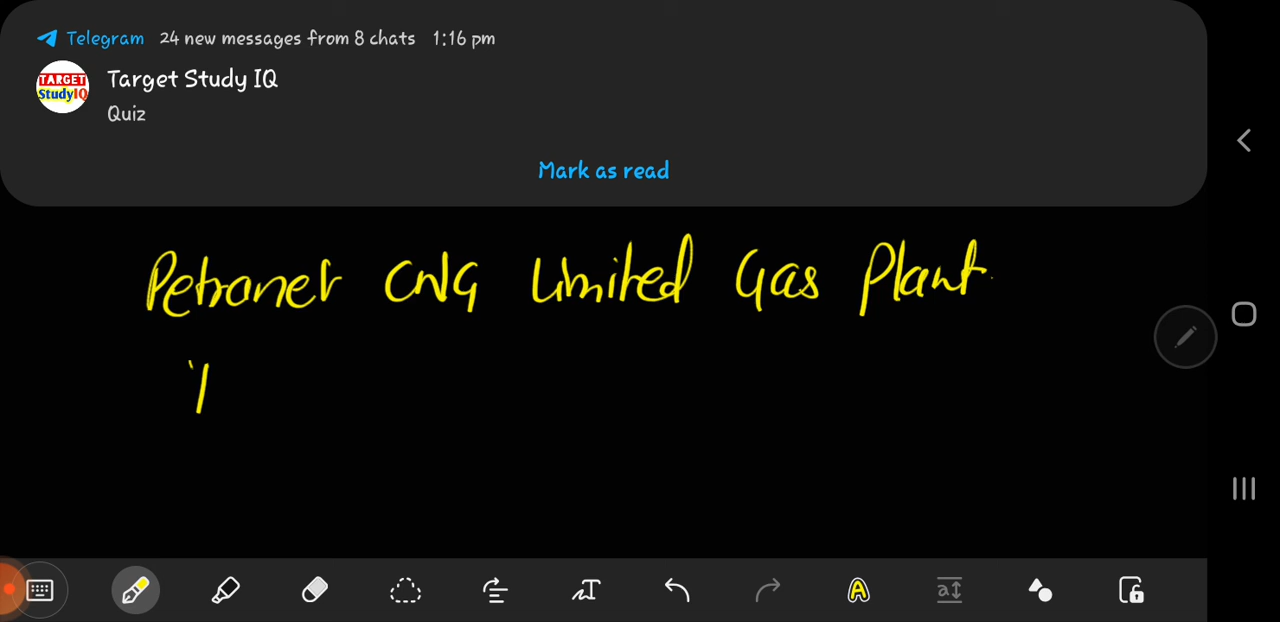 Telegram 24 new messages from 8 chats 1:16 pm
TARGET
StudyIQ
Target Study IQ
Quiz
Mark as read
Petronet CNG Limited Gas Plant
A
a